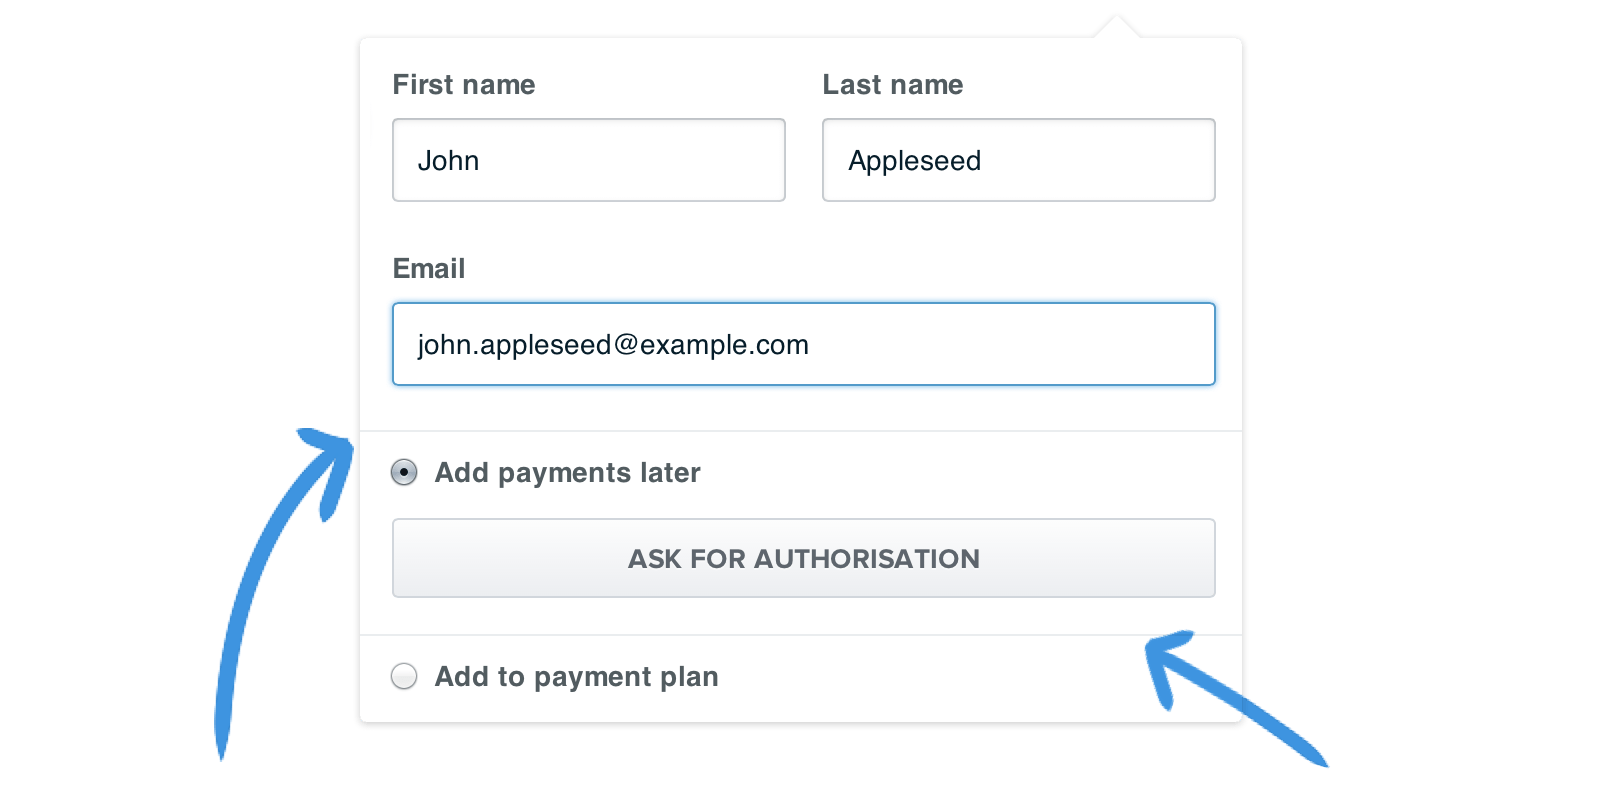 First name
Last name
John
Appleseed
Email
john.appleseed@example.com
Add payments later
ASK FOR AUTHORISATION
Add to payment plan